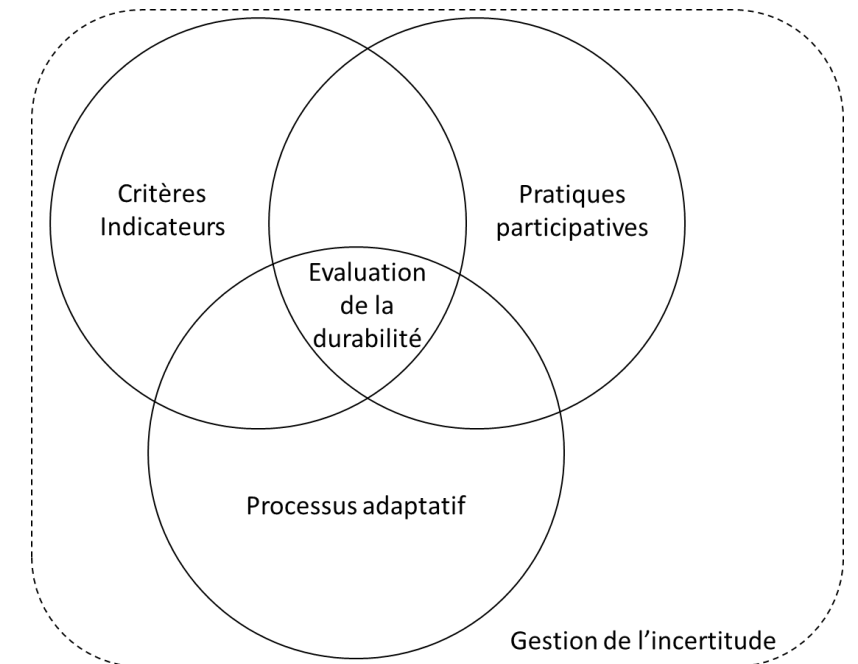 Critères
Indicateurs
Pratiques
participatives
Evaluation
de la
durabilité
Processus adaptatif
Gestion de l’incertitude